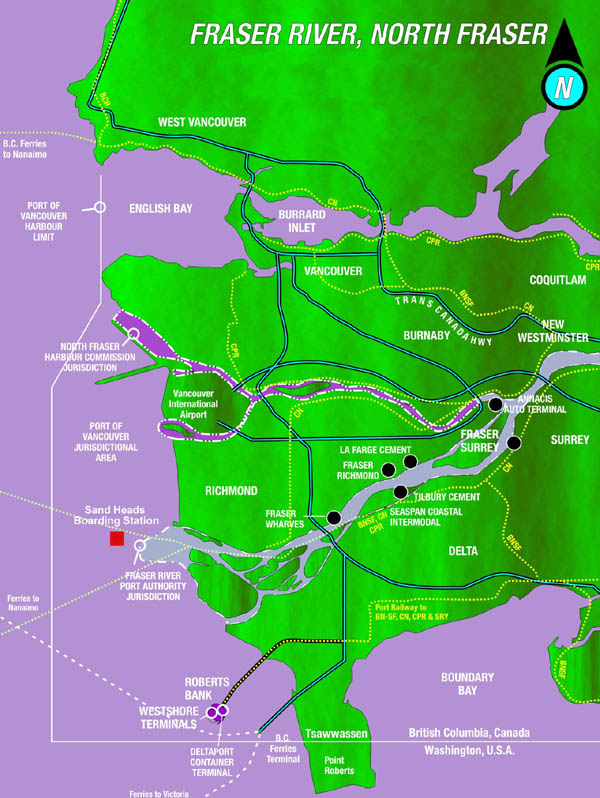 FRASER RIVER, NORTH FRASER
N
BCR
WEST VANCOUVER
B.C. Ferries
to Nanaimo
CN
PORT OF
VANCOUVER
HARBOUR
LIMIT
ENGLISH BAY
BURRARD
INLET
CPR
CPR
VANCOUVER
COQUITLAM
BNSF
CN
TRANS CANADA HWY
NEW
WESTMINSTER
BURNABY
NORTH FRASER
HARBOUR COMMISSION
JURISDICTION
CPR
Vancouver
International
Airport
ANNACIS
AUTO TERMINAL
CN
PORT OF
VANCOUVER
JURISDICTIONAL
AREA
FRASER
SURREY
SURREY
LA FARGE CEMENT
FRASER
RICHMOND
CN
RICHMOND
TILBURY CEMENT
SEASPAN COASTAL
INTERMODAL
FRASER
WHARVES
BNSF, CN
CPR
Sand Heads
Boarding Station
BNSF
DELTA
FRASER RIVER
PORT AUTHORITY
JURISDICTION
Ferries to
Nanaimo
Port Railway to
BN-SF, CN, CPR & SRY
BNSF
ROBERTS
BANK
BOUNDARY
BAY
WESTSHORE
TERMINALS
DELTAPORT
CONTAINER
TERMINAL
B.C.
Ferries
Terminal
Tsawwassen
British Columbia, Canada
Washington, U.S.A.
Point
Roberts
Ferries to Victoria